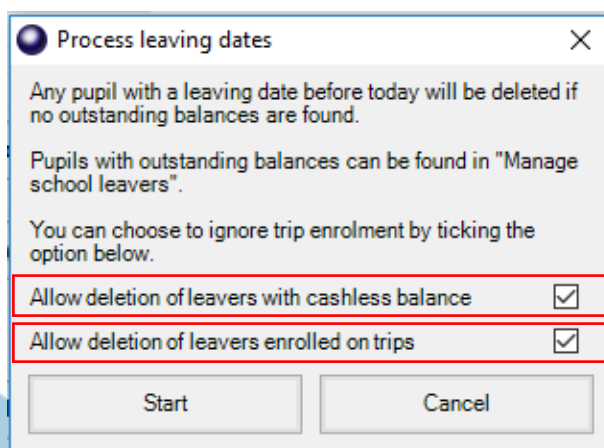 Process leaving dates
Any pupil with a leaving date before today will be deleted if
no outstanding balances are found.
Pupils with outstanding balances can be found in "Manage
school leavers".
You can choose to ignore trip enrolment by ticking the
option below.
Allow deletion of leavers with cashless balance
Allow deletion of leavers enrolled on trips
Start
Cancel